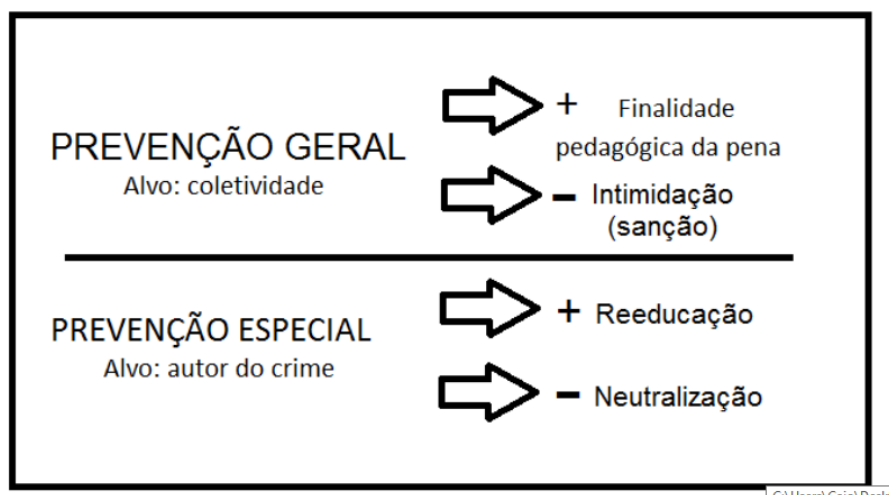 PREVENÇÃO GERAL
Alvo: coletividade
+ Finalidade
pedagógica da pena
- Intimidação
(sanção)
PREVENÇÃO ESPECIAL
Alvo: autor do crime
+ Reeducação
- Neutralização